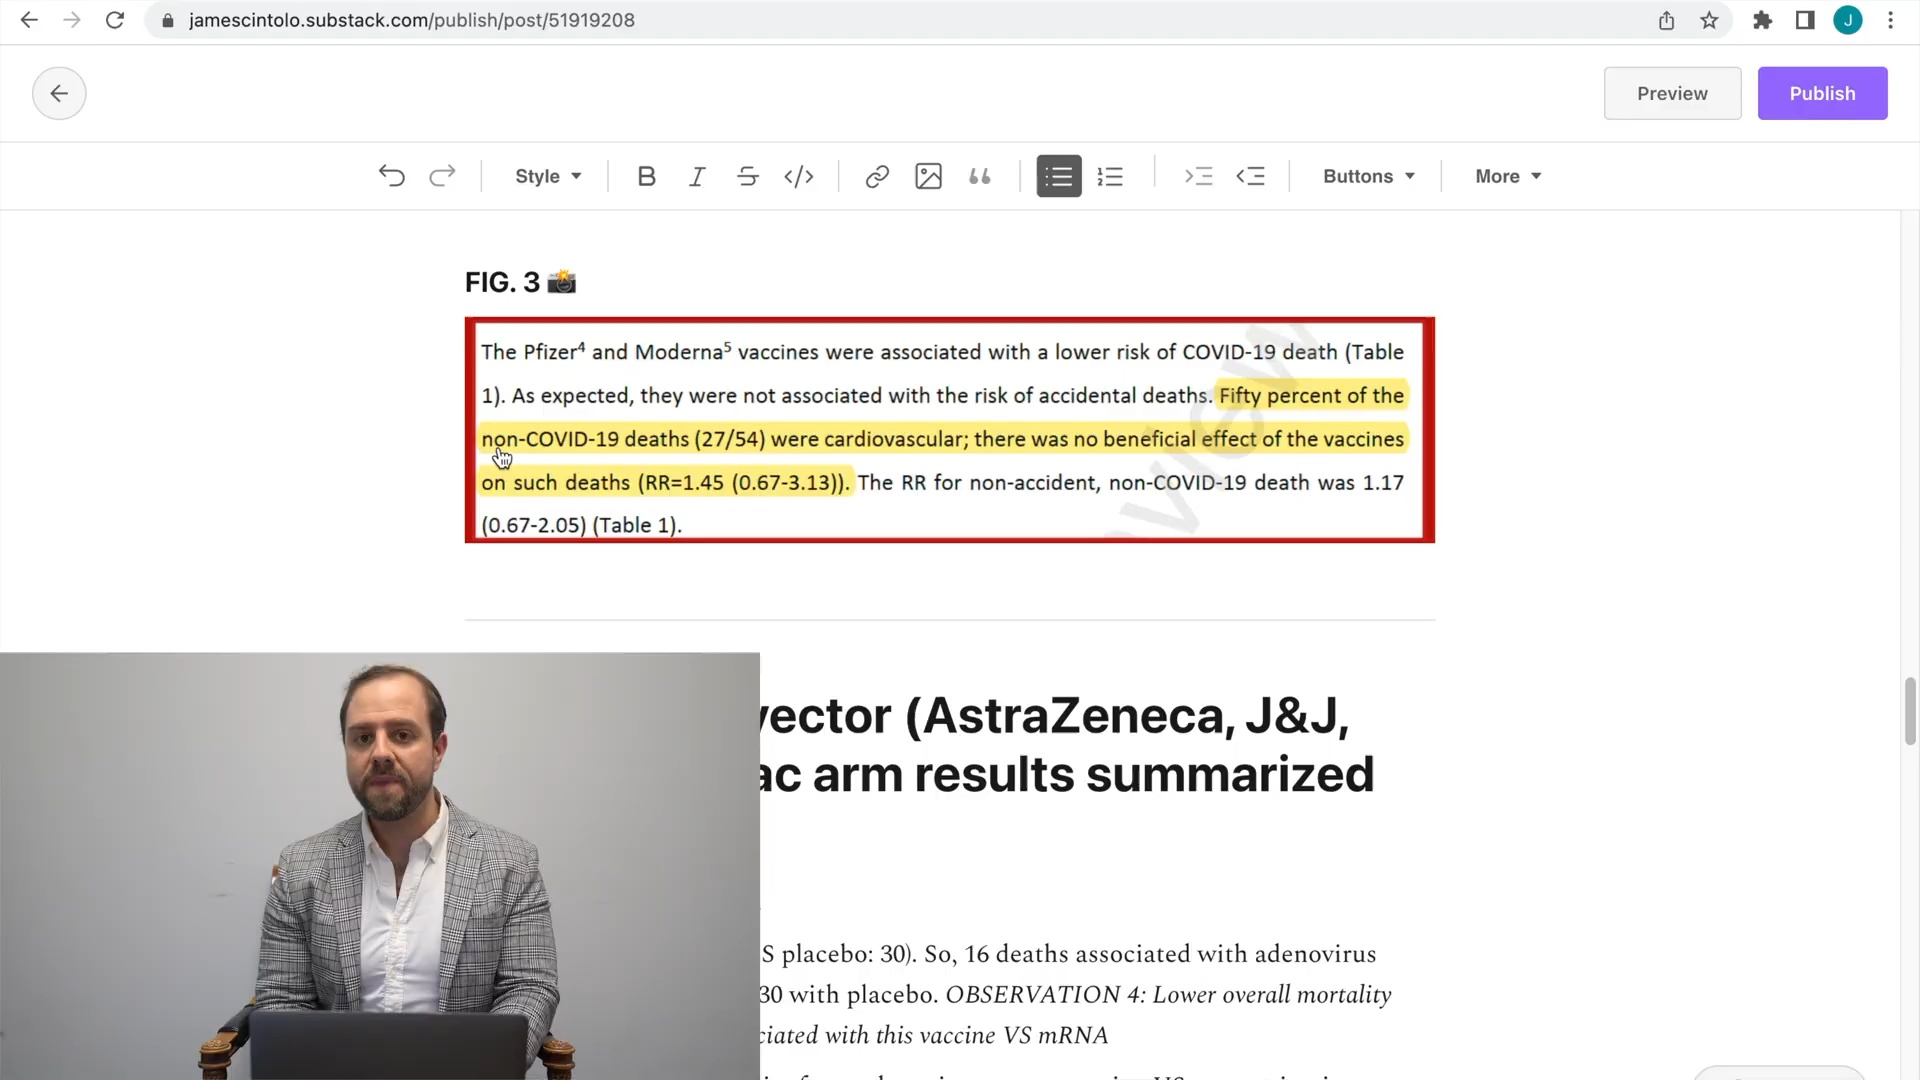 jamescintolo.substack.com/publish/post/51919208
J
Preview
Publish
Style
B
I
S
Buttons
More
FIG. 3
The Pfizer⁴ and Moderna⁵ vaccines were associated with a lower risk of COVID-19 death (Table
1). As expected, they were not associated with the risk of accidental deaths. Fifty percent of the
non-COVID-19 deaths (27/54) were cardiovascular; there was no beneficial effect of the vaccines
on such deaths (RR=1.45 (0.67-3.13)). The RR for non-accident, non-COVID-19 death was 1.17
(0.67-2.05) (Table 1).
vector (AstraZeneca, J&J,
ac arm results summarized
S placebo: 30). So, 16 deaths associated with adenovirus
30 with placebo. OBSERVATION 4: Lower overall mortality
ciated with this vaccine VS mRNA